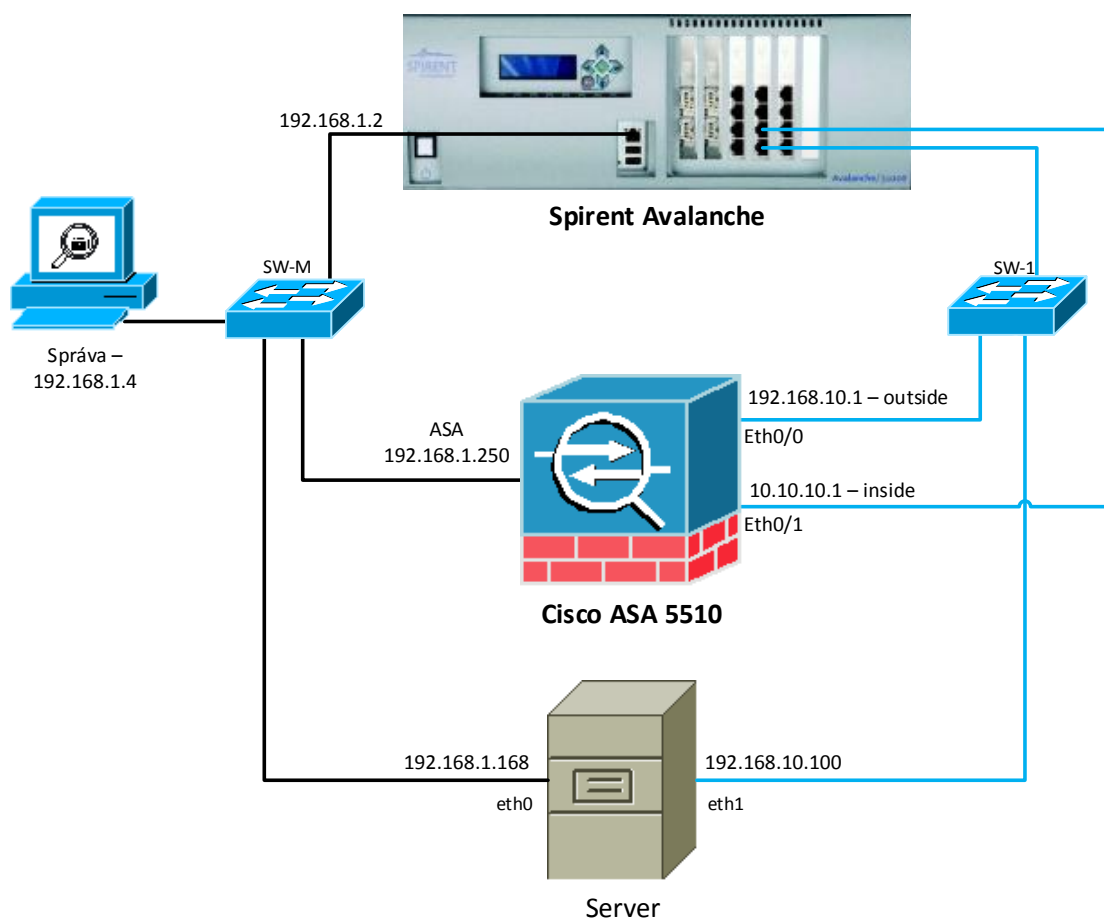 SPIRENT
192.168.1.2
Spirent Avalanche
SW-M
SW-1
Správa –
192.168.1.4
192.168.10.1 – outside
Eth0/0
ASA
192.168.1.250
10.10.10.1 – inside
Eth0/1
Cisco ASA 5510
192.168.1.168
192.168.10.100
eth0
eth1
Server